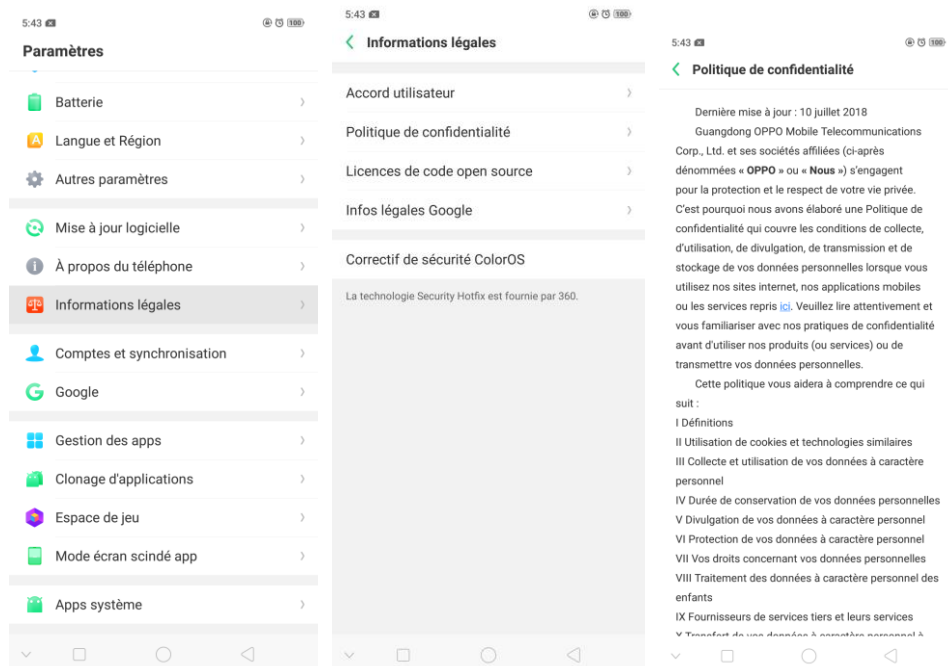 5:43
100
Paramètres
Batterie
Langue et Région
Autres paramètres
Mise à jour logicielle
À propos du téléphone
Informations légales
Comptes et synchronisation
Google
Gestion des apps
Clonage d'applications
Espace de jeu
Mode écran scindé app
Apps système
5:43
100
Informations légales
Accord utilisateur
Politique de confidentialité
Licences de code open source
Infos légales Google
Correctif de sécurité ColorOS
La technologie Security Hotfix est fournie par 360.
5:43
100
Politique de confidentialité
Dernière mise à jour : 10 juillet 2018
Guangdong OPPO Mobile Telecommunications
Corp., Ltd. et ses sociétés affiliées (ci-après
dénommées « OPPO » ou « Nous ») s'engagent
pour la protection et le respect de votre vie privée.
C'est pourquoi nous avons élaboré une Politique de
confidentialité qui couvre les conditions de collecte,
d'utilisation, de divulgation, de transmission et de
stockage de vos données personnelles lorsque vous
utilisez nos sites internet, nos applications mobiles
ou les services repris ici. Veuillez lire attentivement et
vous familiariser avec nos pratiques de confidentialité
avant d'utiliser nos produits (ou services) ou de
transmettre vos données personnelles.
Cette politique vous aidera à comprendre ce qui
suit :
I Définitions
II Utilisation de cookies et technologies similaires
III Collecte et utilisation de vos données à caractère
personnel
IV Durée de conservation de vos données personnelles
V Divulgation de vos données à caractère personnel
VI Protection de vos données à caractère personnel
VII Vos droits concernant vos données personnelles
VIII Traitement des données à caractère personnel des
enfants
IX Fournisseurs de services tiers et leurs services
X Transfert de vos données à caractère personnel à